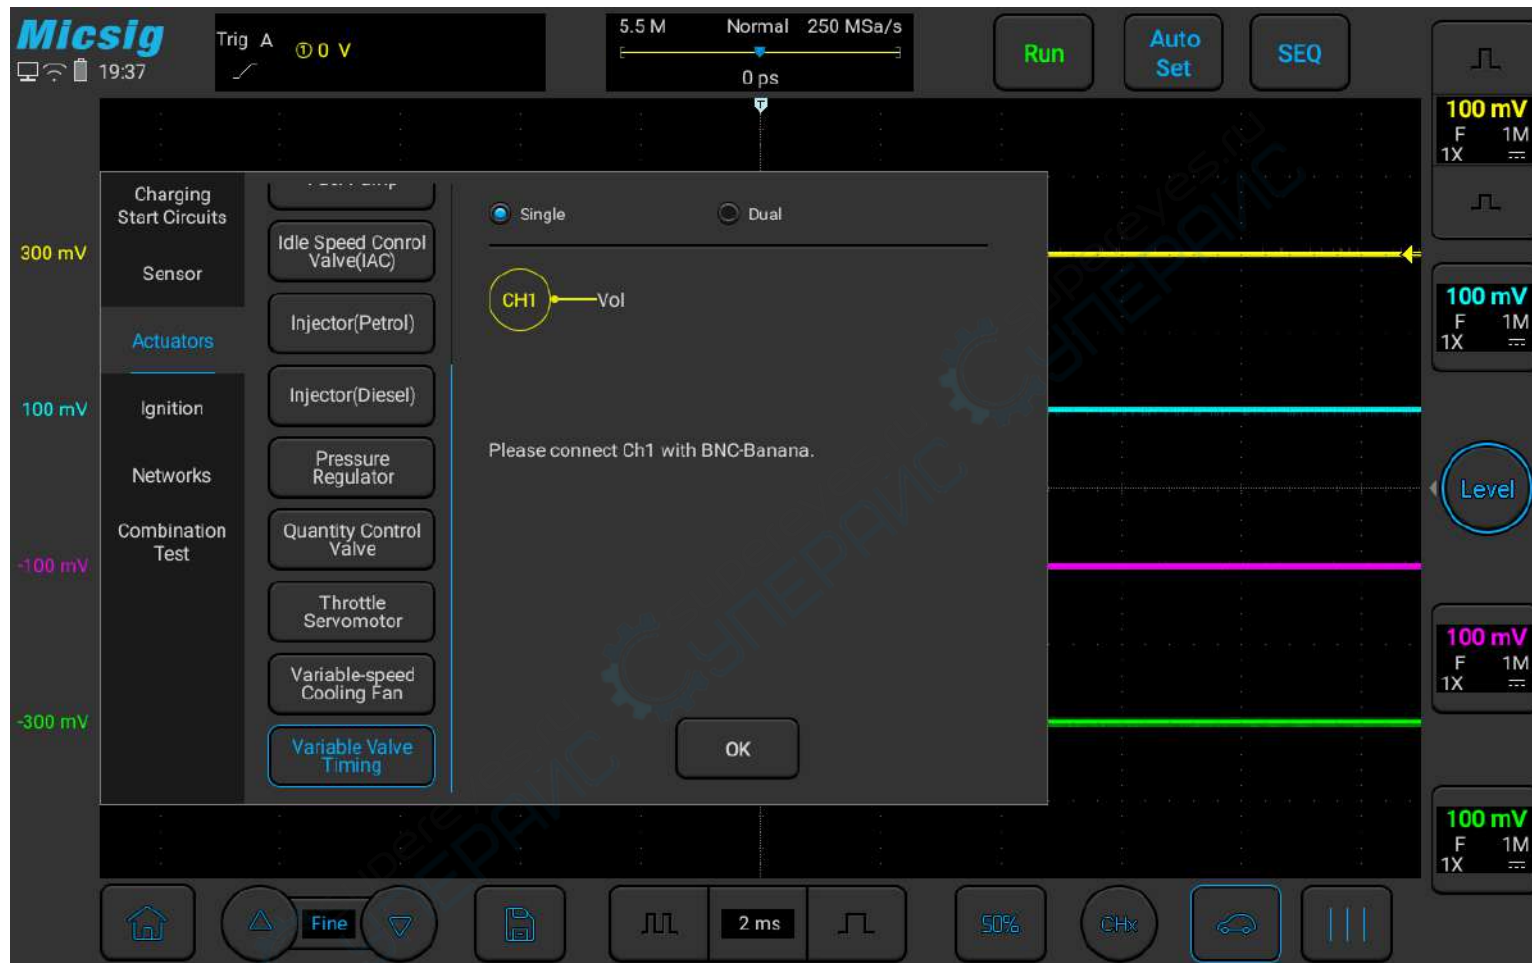 Micsig
19:37
Trig A
① 0 V
5.5 M Normal 250 MSa/s
0 ps
Run
Auto
Set
SEQ
T
100 mV
F 1M
1X
300 mV
100 mV
-100 mV
-300 mV
Charging
Start Circuits
Sensor
Actuators
Ignition
Networks
Combination
Test
Idle Speed Conrol
Valve(IAC)
Injector(Petrol)
Injector(Diesel)
Pressure
Regulator
Quantity Control
Valve
Throttle
Servomotor
Variable-speed
Cooling Fan
Variable Valve
Timing
Single
Dual
CH1
Vol
Please connect Ch1 with BNC-Banana.
OK
100 mV
F 1M
1X
Level
100 mV
F 1M
1X
100 mV
F 1M
1X
Fine
2 ms
50%
CHx
supereyes.ru
СУПЕРАЙС
СУПЕРАЙС